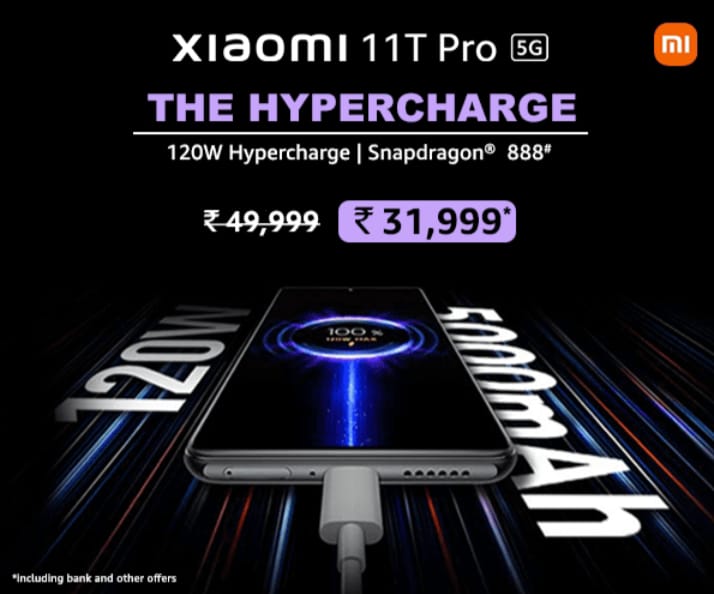 xiaomi 11T Pro 5G
mi
THE HYPERCHARGE
120W Hypercharge | Snapdragon® 888#
₹ 49,999 ₹ 31,999*
120W
5000mAh
100 %
120W MAX
*Including bank and other offers